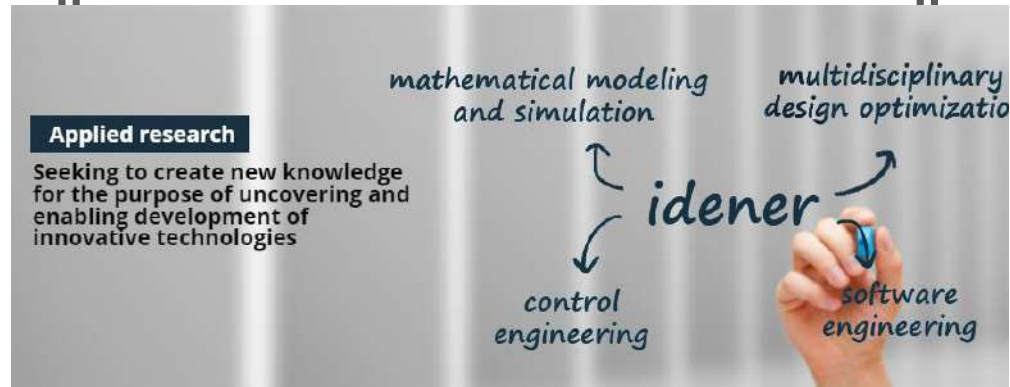 Applied research
Seeking to create new knowledge
for the purpose of uncovering and
enabling development of
innovative technologies
mathematical modeling
and simulation
multidisciplinary
design optimizatio
idener
control
engineering
software
engineering